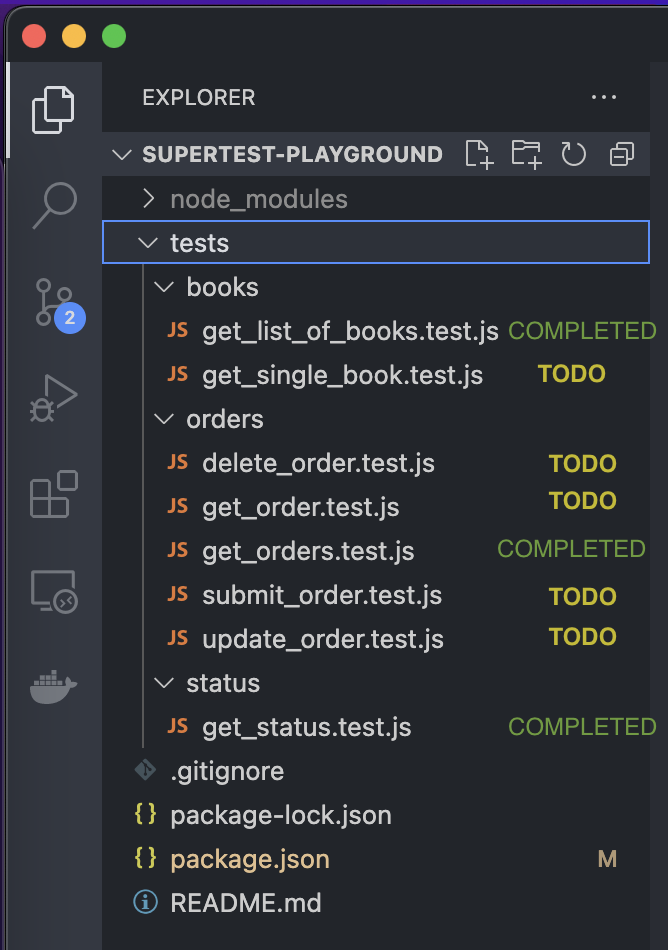 EXPLORER
SUPERTEST-PLAYGROUND
node_modules
tests
books
JS get_list_of_books.test.js COMPLETED
2
JS get_single_book.test.js TODO
orders
JS delete_order.test.js TODO
JS get_order.test.js TODO
JS get_orders.test.js COMPLETED
JS submit_order.test.js TODO
JS update_order.test.js TODO
status
JS get_status.test.js COMPLETED
.gitignore
{} package-lock.json
{} package.json M
README.md